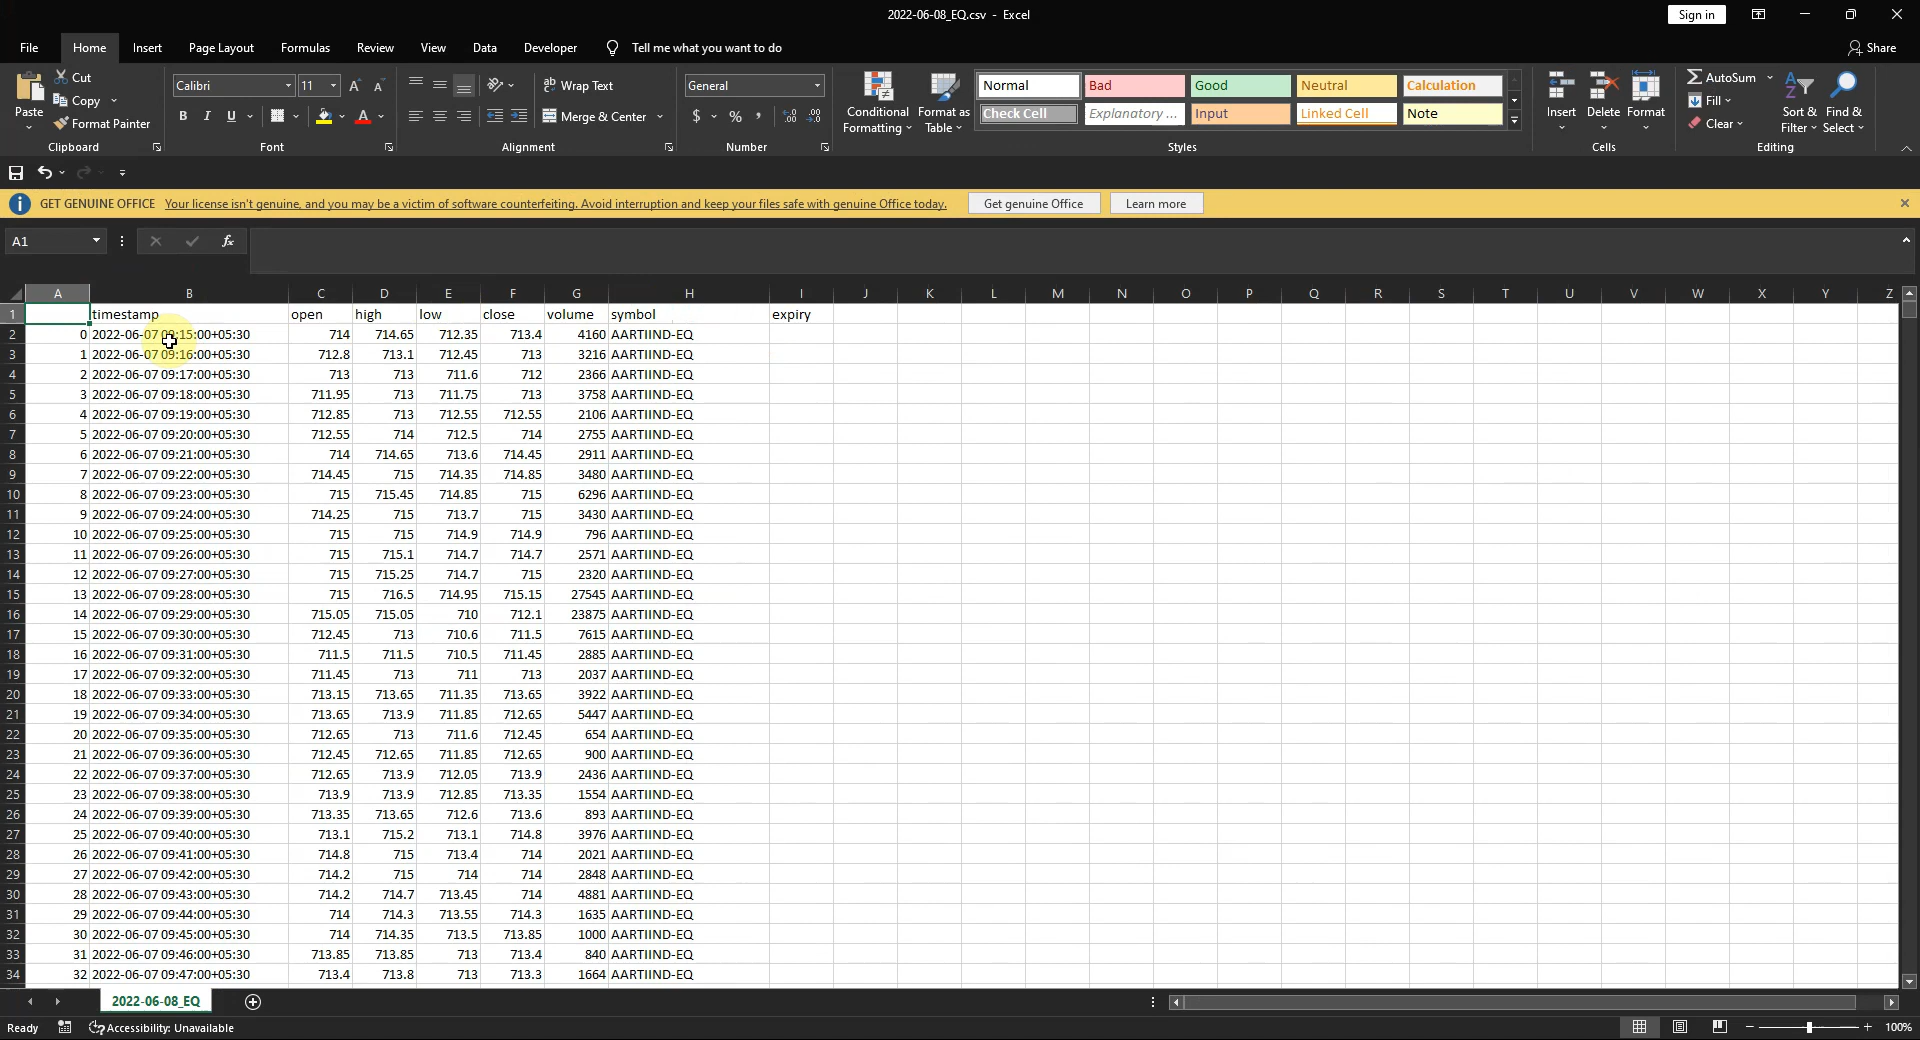 2022-06-08_EQ.csv - Excel
Sign in
File Home Insert Page Layout Formulas Review View Data Developer Tell me what you want to do Share
Paste Cut Copy Format Painter Clipboard
Calibri 11 A A B I U A Font
ab Wrap Text Merge & Center Alignment
General $ % , Number
Conditional Formatting Format as Table
Normal Bad Good Neutral Calculation
Check Cell Explanatory ... Input Linked Cell Note
Styles
Insert Delete Format Cells
AutoSum Fill Clear Sort & Filter Find & Select Editing
GET GENUINE OFFICE Your license isn't genuine, and you may be a victim of software counterfeiting. Avoid interruption and keep your files safe with genuine Office today. Get genuine Office Learn more
A1 fx
A B C D E F G H I J K L M N O P Q R S T U V W X Y Z
1 timestamp open high low close volume symbol expiry
2 0 2022-06-07 09:15:00+05:30 714 714.65 712.35 713.4 4160 AARTIIND-EQ
3 1 2022-06-07 09:16:00+05:30 712.8 713.1 712.45 713 3216 AARTIIND-EQ
4 2 2022-06-07 09:17:00+05:30 713 713 711.6 712 2366 AARTIIND-EQ
5 3 2022-06-07 09:18:00+05:30 711.95 713 711.75 713 3758 AARTIIND-EQ
6 4 2022-06-07 09:19:00+05:30 712.85 713 712.55 712.55 2106 AARTIIND-EQ
7 5 2022-06-07 09:20:00+05:30 712.55 714 712.5 714 2755 AARTIIND-EQ
8 6 2022-06-07 09:21:00+05:30 714 714.65 713.6 714.45 2911 AARTIIND-EQ
9 7 2022-06-07 09:22:00+05:30 714.45 715 714.35 714.85 3480 AARTIIND-EQ
10 8 2022-06-07 09:23:00+05:30 715 715.45 714.85 715 6296 AARTIIND-EQ
11 9 2022-06-07 09:24:00+05:30 714.25 715 713.7 715 3430 AARTIIND-EQ
12 10 2022-06-07 09:25:00+05:30 715 715 714.9 714.9 796 AARTIIND-EQ
13 11 2022-06-07 09:26:00+05:30 715 715.1 714.7 714.7 2571 AARTIIND-EQ
14 12 2022-06-07 09:27:00+05:30 715 715.25 714.7 715 2320 AARTIIND-EQ
15 13 2022-06-07 09:28:00+05:30 715 716.5 714.95 715.15 27545 AARTIIND-EQ
16 14 2022-06-07 09:29:00+05:30 715.05 715.05 710 712.1 23875 AARTIIND-EQ
17 15 2022-06-07 09:30:00+05:30 712.45 713 710.6 711.5 7615 AARTIIND-EQ
18 16 2022-06-07 09:31:00+05:30 711.5 711.5 710.5 711.45 2885 AARTIIND-EQ
19 17 2022-06-07 09:32:00+05:30 711.45 713 711 713 2037 AARTIIND-EQ
20 18 2022-06-07 09:33:00+05:30 713.15 713.65 711.35 713.65 3922 AARTIIND-EQ
21 19 2022-06-07 09:34:00+05:30 713.65 713.9 711.85 712.65 5447 AARTIIND-EQ
22 20 2022-06-07 09:35:00+05:30 712.65 713 711.6 712.45 654 AARTIIND-EQ
23 21 2022-06-07 09:36:00+05:30 712.45 712.65 711.85 712.65 900 AARTIIND-EQ
24 22 2022-06-07 09:37:00+05:30 712.65 713.9 712.05 713.9 2436 AARTIIND-EQ
25 23 2022-06-07 09:38:00+05:30 713.9 713.9 712.85 713.35 1554 AARTIIND-EQ
26 24 2022-06-07 09:39:00+05:30 713.35 713.65 712.6 713.6 893 AARTIIND-EQ
27 25 2022-06-07 09:40:00+05:30 713.1 715.2 713.1 714.8 3976 AARTIIND-EQ
28 26 2022-06-07 09:41:00+05:30 714.8 715 713.4 714 2021 AARTIIND-EQ
29 27 2022-06-07 09:42:00+05:30 714.2 715 714 714 2848 AARTIIND-EQ
30 28 2022-06-07 09:43:00+05:30 714.2 714.7 713.45 714 4881 AARTIIND-EQ
31 29 2022-06-07 09:44:00+05:30 714 714.3 713.55 714.3 1635 AARTIIND-EQ
32 30 2022-06-07 09:45:00+05:30 714 714.35 713.5 713.85 1000 AARTIIND-EQ
33 31 2022-06-07 09:46:00+05:30 713.85 713.85 713 713.4 840 AARTIIND-EQ
34 32 2022-06-07 09:47:00+05:30 713.4 713.8 713 713.3 1664 AARTIIND-EQ
2022-06-08_EQ
Ready Accessibility: Unavailable 100%